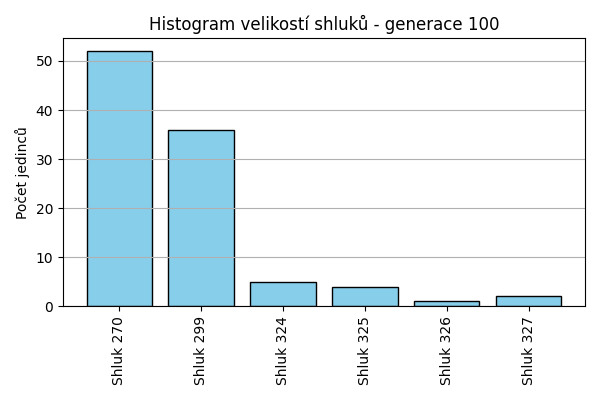 Histogram velikostí shluků - generace 100
Počet jedinců
50
40
30
20
10
0
Shluk 270
Shluk 299
Shluk 324
Shluk 325
Shluk 326
Shluk 327